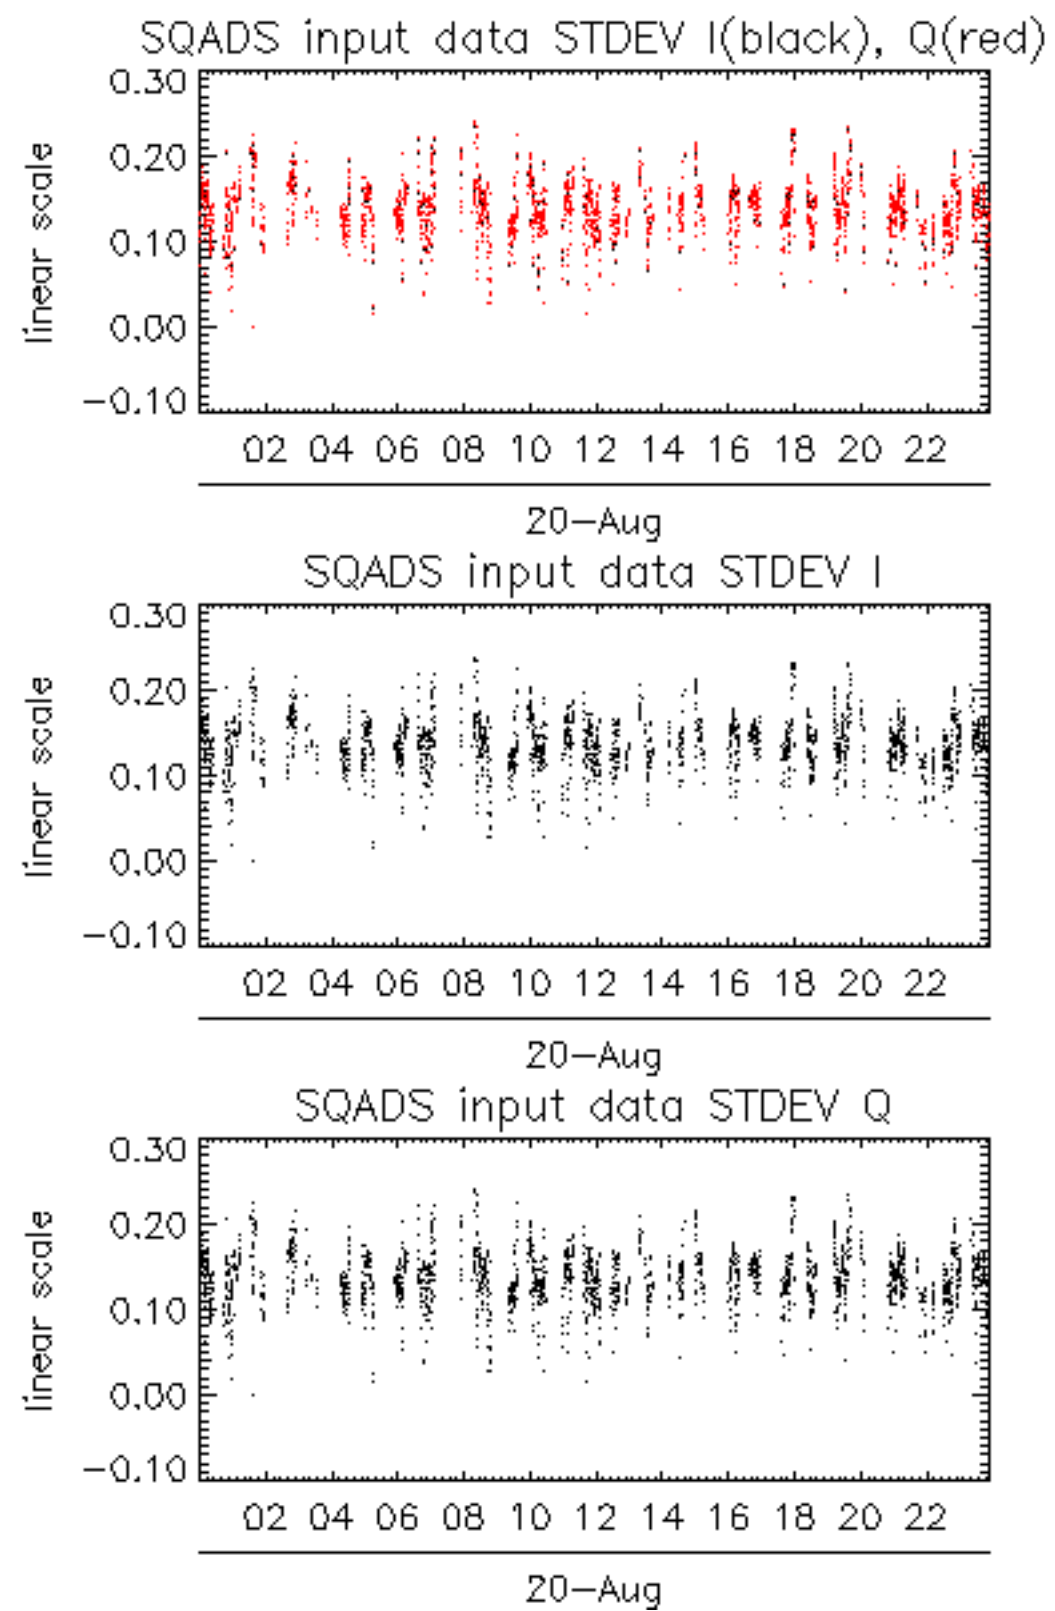 SQADS input data STDEV I(black), Q(red)
0.30
0.20
0.10
0.00
-0.10
linear scale
02 04 06 08 10 12 14 16 18 20 22
20-Aug
SQADS input data STDEV I
0.30
0.20
0.10
0.00
-0.10
linear scale
02 04 06 08 10 12 14 16 18 20 22
20-Aug
SQADS input data STDEV Q
0.30
0.20
0.10
0.00
-0.10
linear scale
02 04 06 08 10 12 14 16 18 20 22
20-Aug